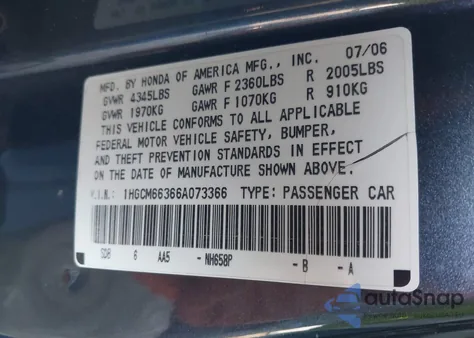 MFD. BY HONDA OF AMERICA MFG., INC. 07/06
GVWR 4345LBS GAWR F 2360LBS R 2005LBS
GVWR 1970KG GAWR F 1070KG R 910KG
THIS VEHICLE CONFORMS TO ALL APPLICABLE
FEDERAL MOTOR VEHICLE SAFETY, BUMPER,
AND THEFT PREVENTION STANDARDS IN EFFECT
ON THE DATE OF MANUFACTURE SHOWN ABOVE.
V.I.N.: 1HGCM66366A073366 TYPE: PASSENGER CAR
SDB 6 AA5 - NH658P - B - A
autoSnap